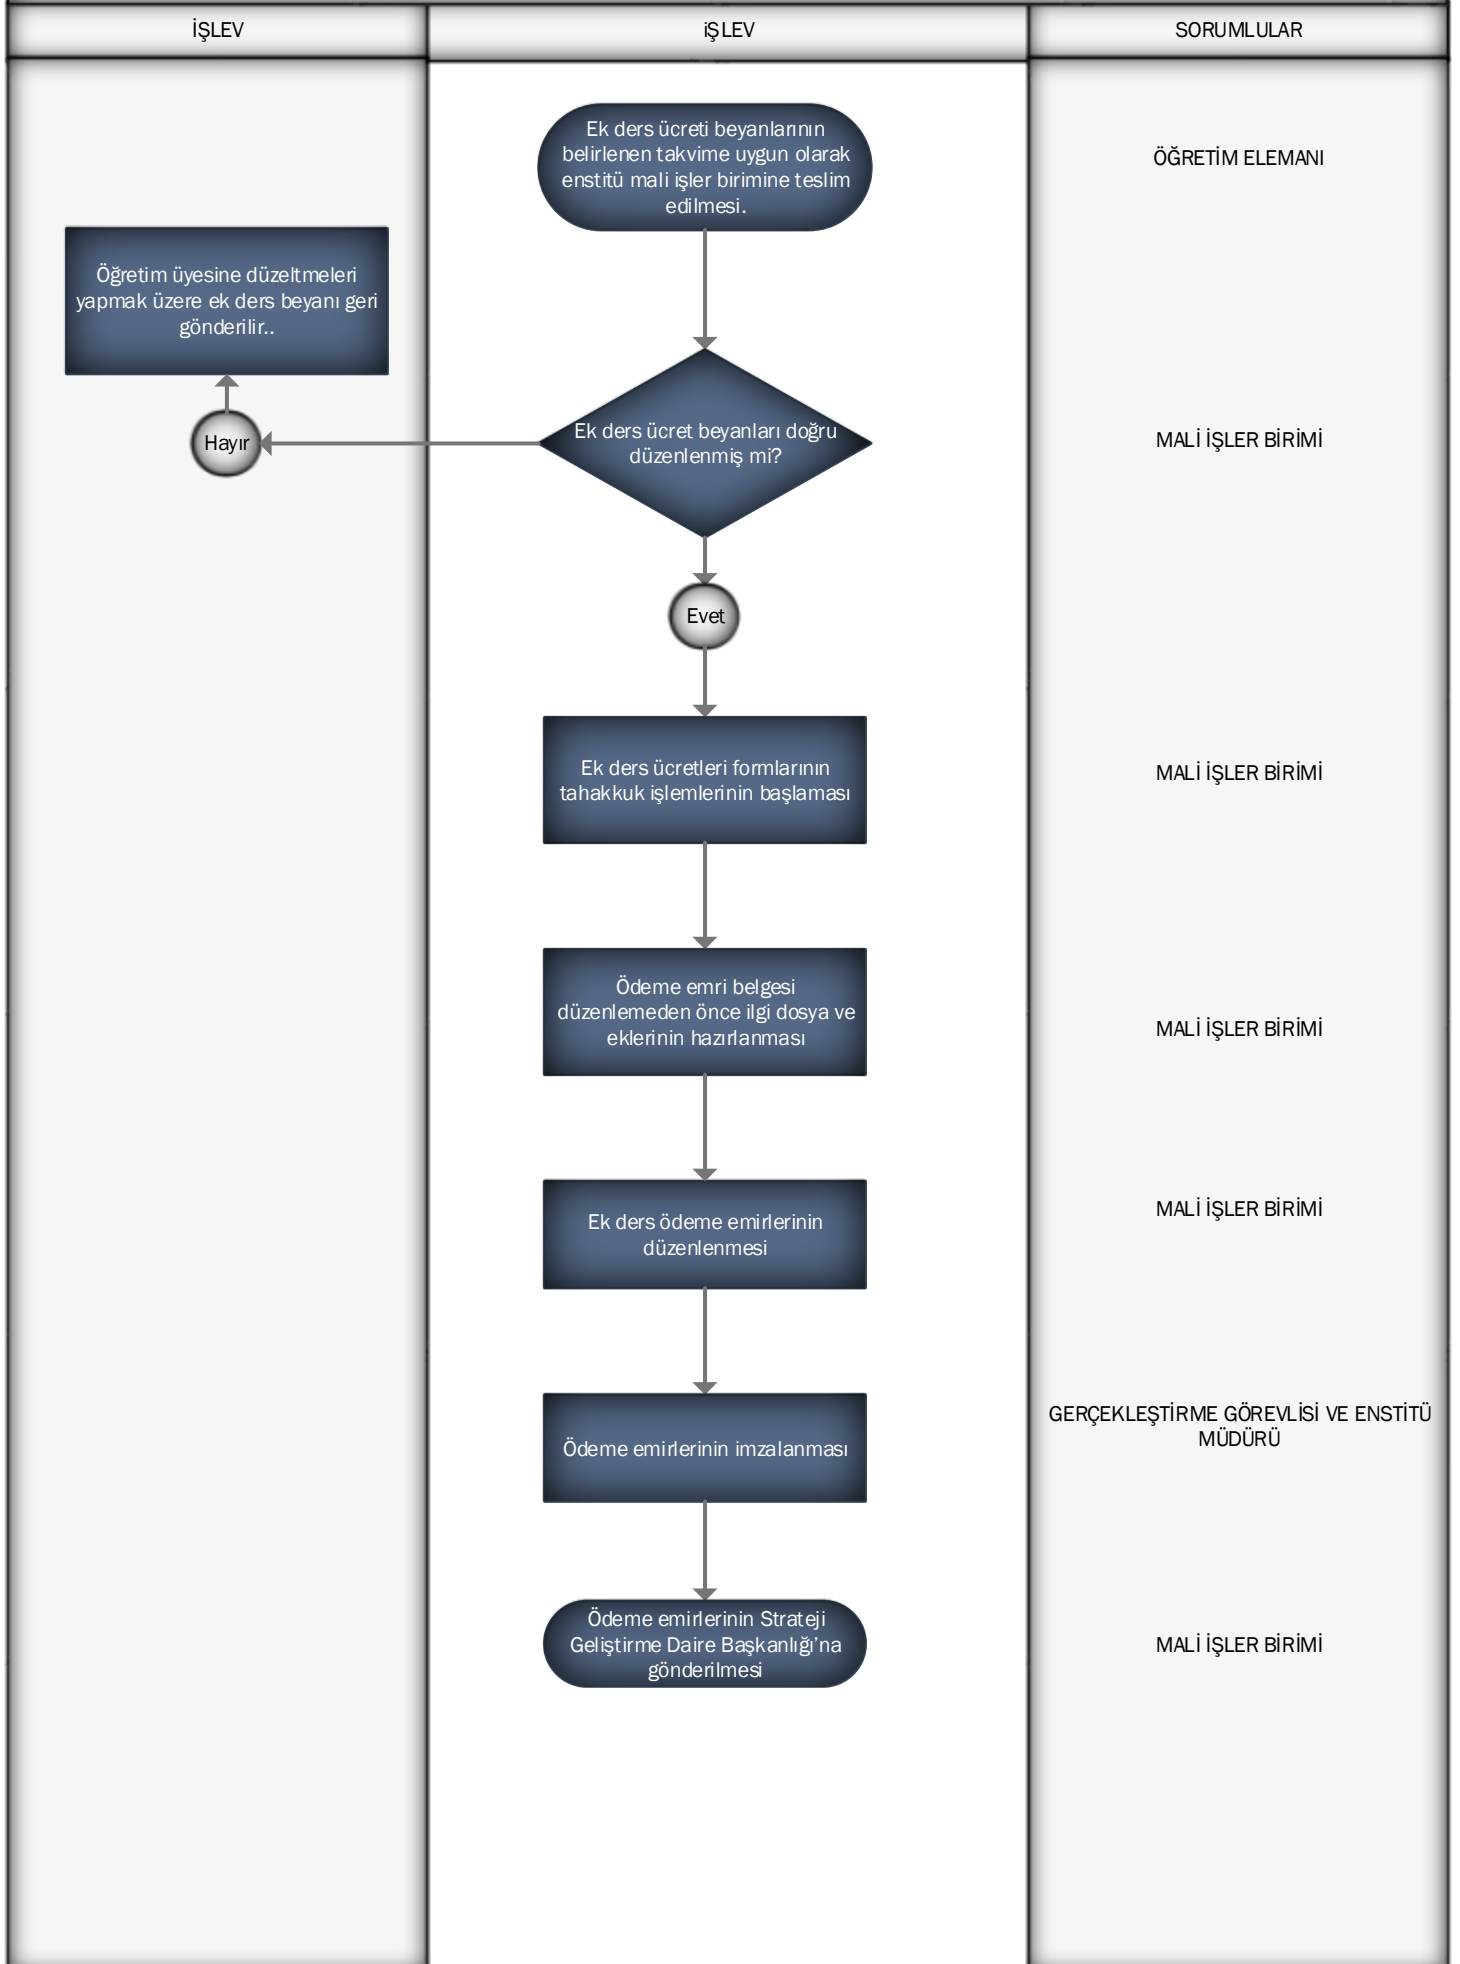 İŞLEV
iŞLEV
SORUMLULAR
Ek ders ücreti beyanlarının
belirlenen takvime uygun olarak
enstitü mali işler birimine teslim
edilmesi.
ÖĞRETİM ELEMANI
Öğretim üyesine düzeltmeleri
yapmak üzere ek ders beyanı geri
gönderilir..
Hayır
Ek ders ücret beyanları doğru
düzenlenmiş mi?
MALİ İŞLER BİRİMİ
Evet
Ek ders ücretleri formlarının
tahakkuk işlemlerinin başlaması
MALİ İŞLER BİRİMİ
Ödeme emri belgesi
düzenlemeden önce ilgi dosya ve
eklerinin hazırlanması
MALİ İŞLER BİRİMİ
Ek ders ödeme emirlerinin
düzenlenmesi
MALİ İŞLER BİRİMİ
Ödeme emirlerinin imzalanması
GERÇEKLEŞTİRME GÖREVLİSİ VE ENSTİTÜ
MÜDÜRÜ
Ödeme emirlerinin Strateji
Geliştirme Daire Başkanlığı’na
gönderilmesi
MALİ İŞLER BİRİMİ